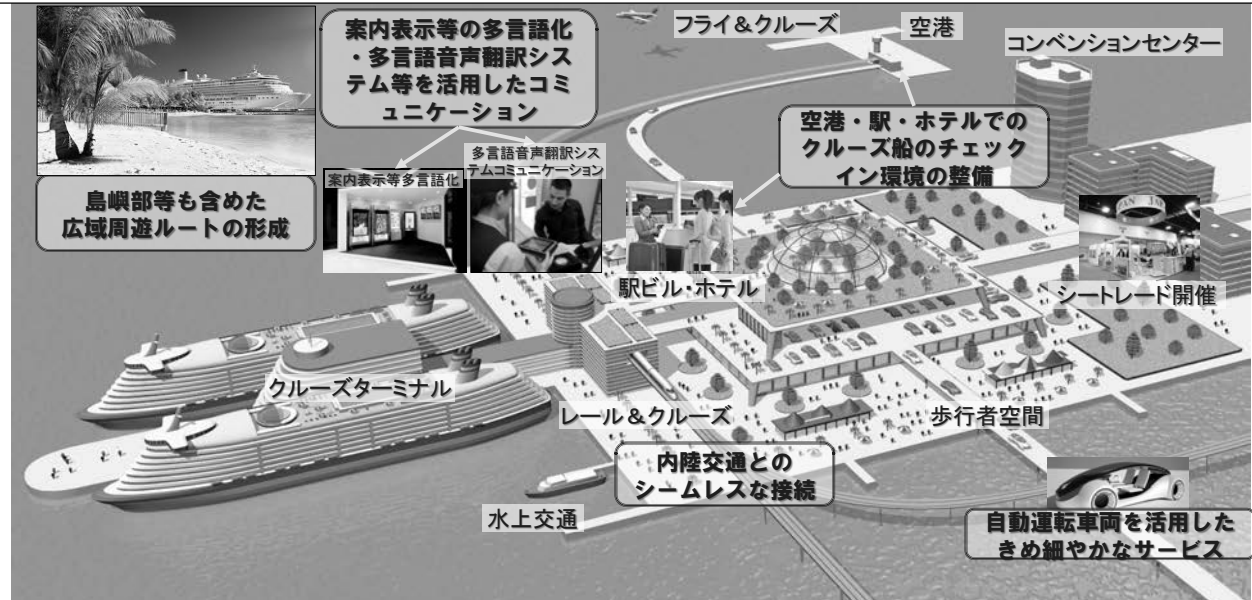 案内表示等の多言語化
・多言語音声翻訳シス
テム等を活用したコミ
ュニケーション
フライ&クルーズ
空港
コンベンションセンター
空港・駅・ホテルでの
クルーズ船のチェック
イン環境の整備
島嶼部等も含めた
広域周遊ルートの形成
案内表示等多言語化
多言語音声翻訳シス
テムコミュニケーション
駅ビル・ホテル
シートレード開催
クルーズターミナル
レール&クルーズ
歩行者空間
内陸交通との
シームレスな接続
水上交通
自動運転車両を活用した
きめ細やかなサービス